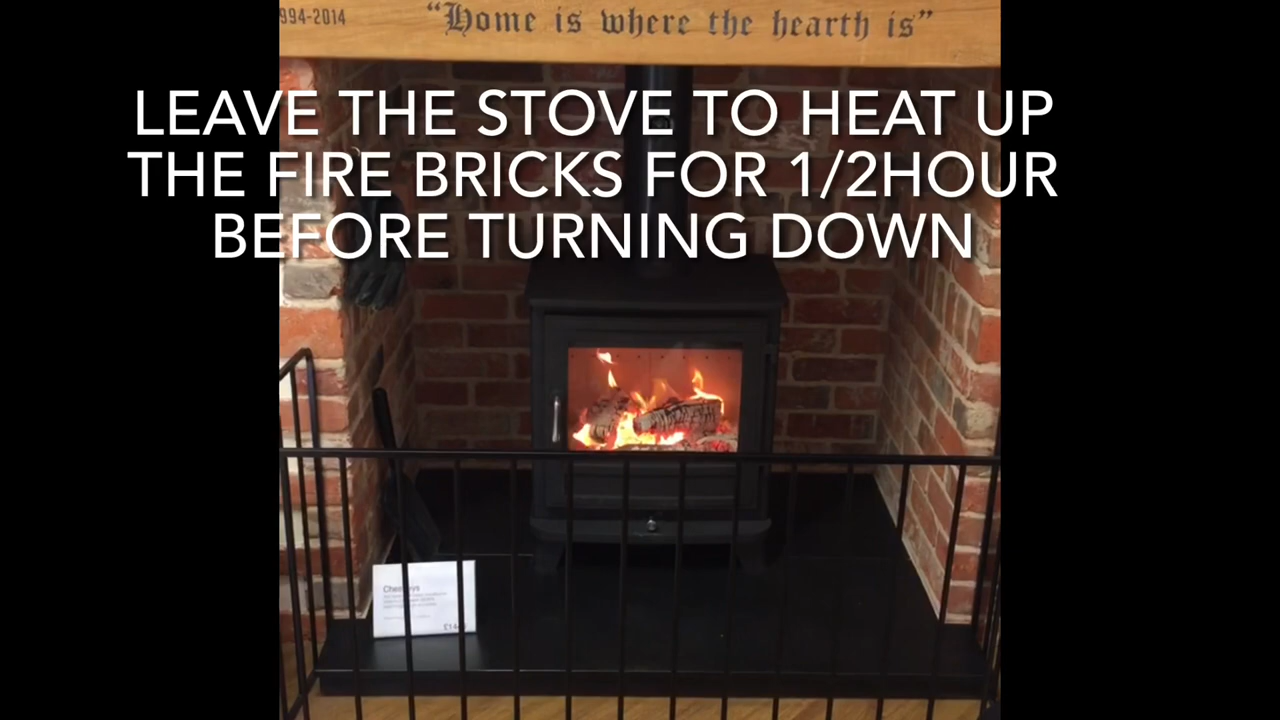 994-2014 "Home is where the hearth is"
LEAVE THE STOVE TO HEAT UP
THE FIRE BRICKS FOR 1/2HOUR
BEFORE TURNING DOWN